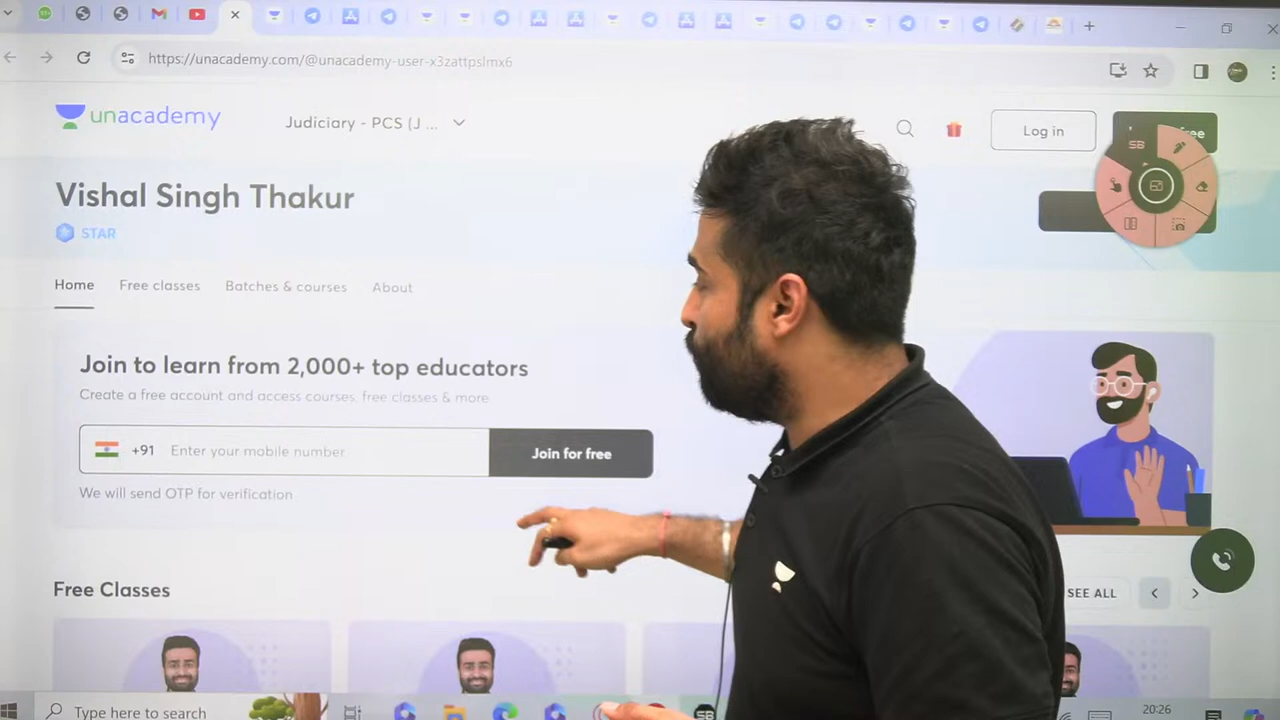 https://unacademy.com/@unacademy-user-x3zattpslmx6
unacademy
Judiciary - PCS (J ...
Log in
free
SB
Vishal Singh Thakur
STAR
Home
Free classes
Batches & courses
About
Join to learn from 2,000+ top educators
Create a free account and access courses, free classes & more
+91
Enter your mobile number
Join for free
We will send OTP for verification
Free Classes
SEE ALL
Type here to search
SB
20:26